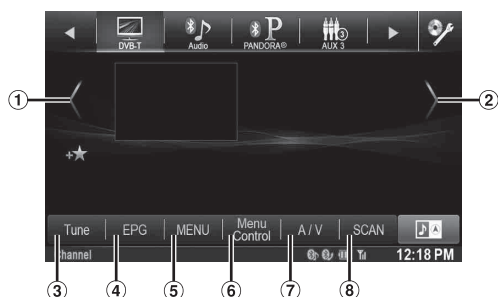 DVB-T Audio PANDORA® AUX 3
P
3
1 2
Tune EPG MENU Menu Control A / V SCAN
Channel 12:18 PM
3 4 5 6 7 8